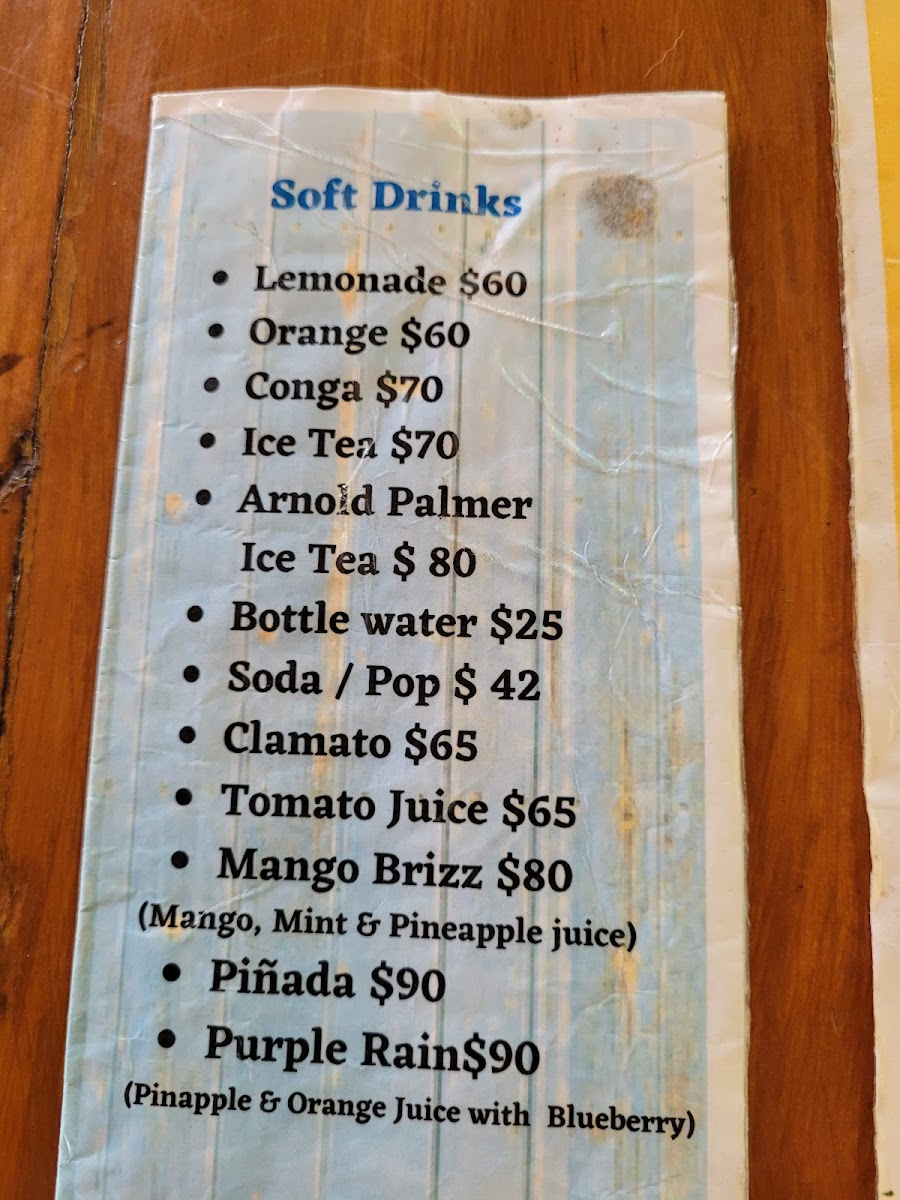 Soft Drinks
• Lemonade $60
• Orange $60
• Conga $70
• Ice Tea $70
• Arnold Palmer
Ice Tea $ 80
• Bottle water $25
• Soda / Pop $ 42
• Clamato $65
• Tomato Juice $65
• Mango Brizz $80
(Mango, Mint & Pineapple juice)
• Piñada $90
• Purple Rain$90
(Pinapple & Orange Juice with Blueberry)